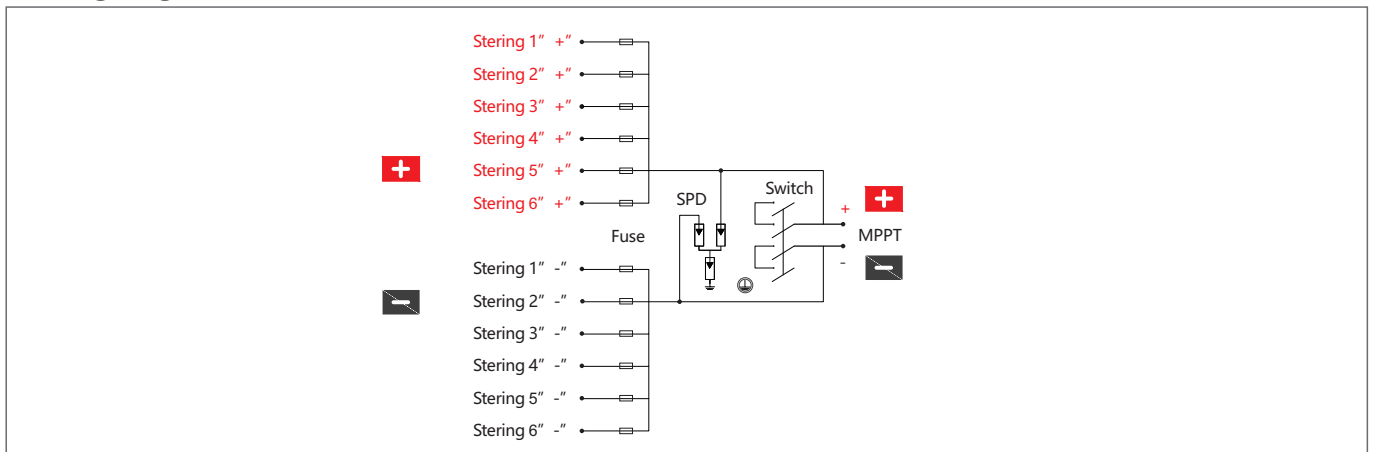 Stering 1" +"
Stering 2" +"
Stering 3" +"
Stering 4" +"
Stering 5" +"
Stering 6" +"
SPD
Switch
+
MPPT
-
Fuse
Stering 1" -"
Stering 2" -"
Stering 3" -"
Stering 4" -"
Stering 5" -"
Stering 6" -"